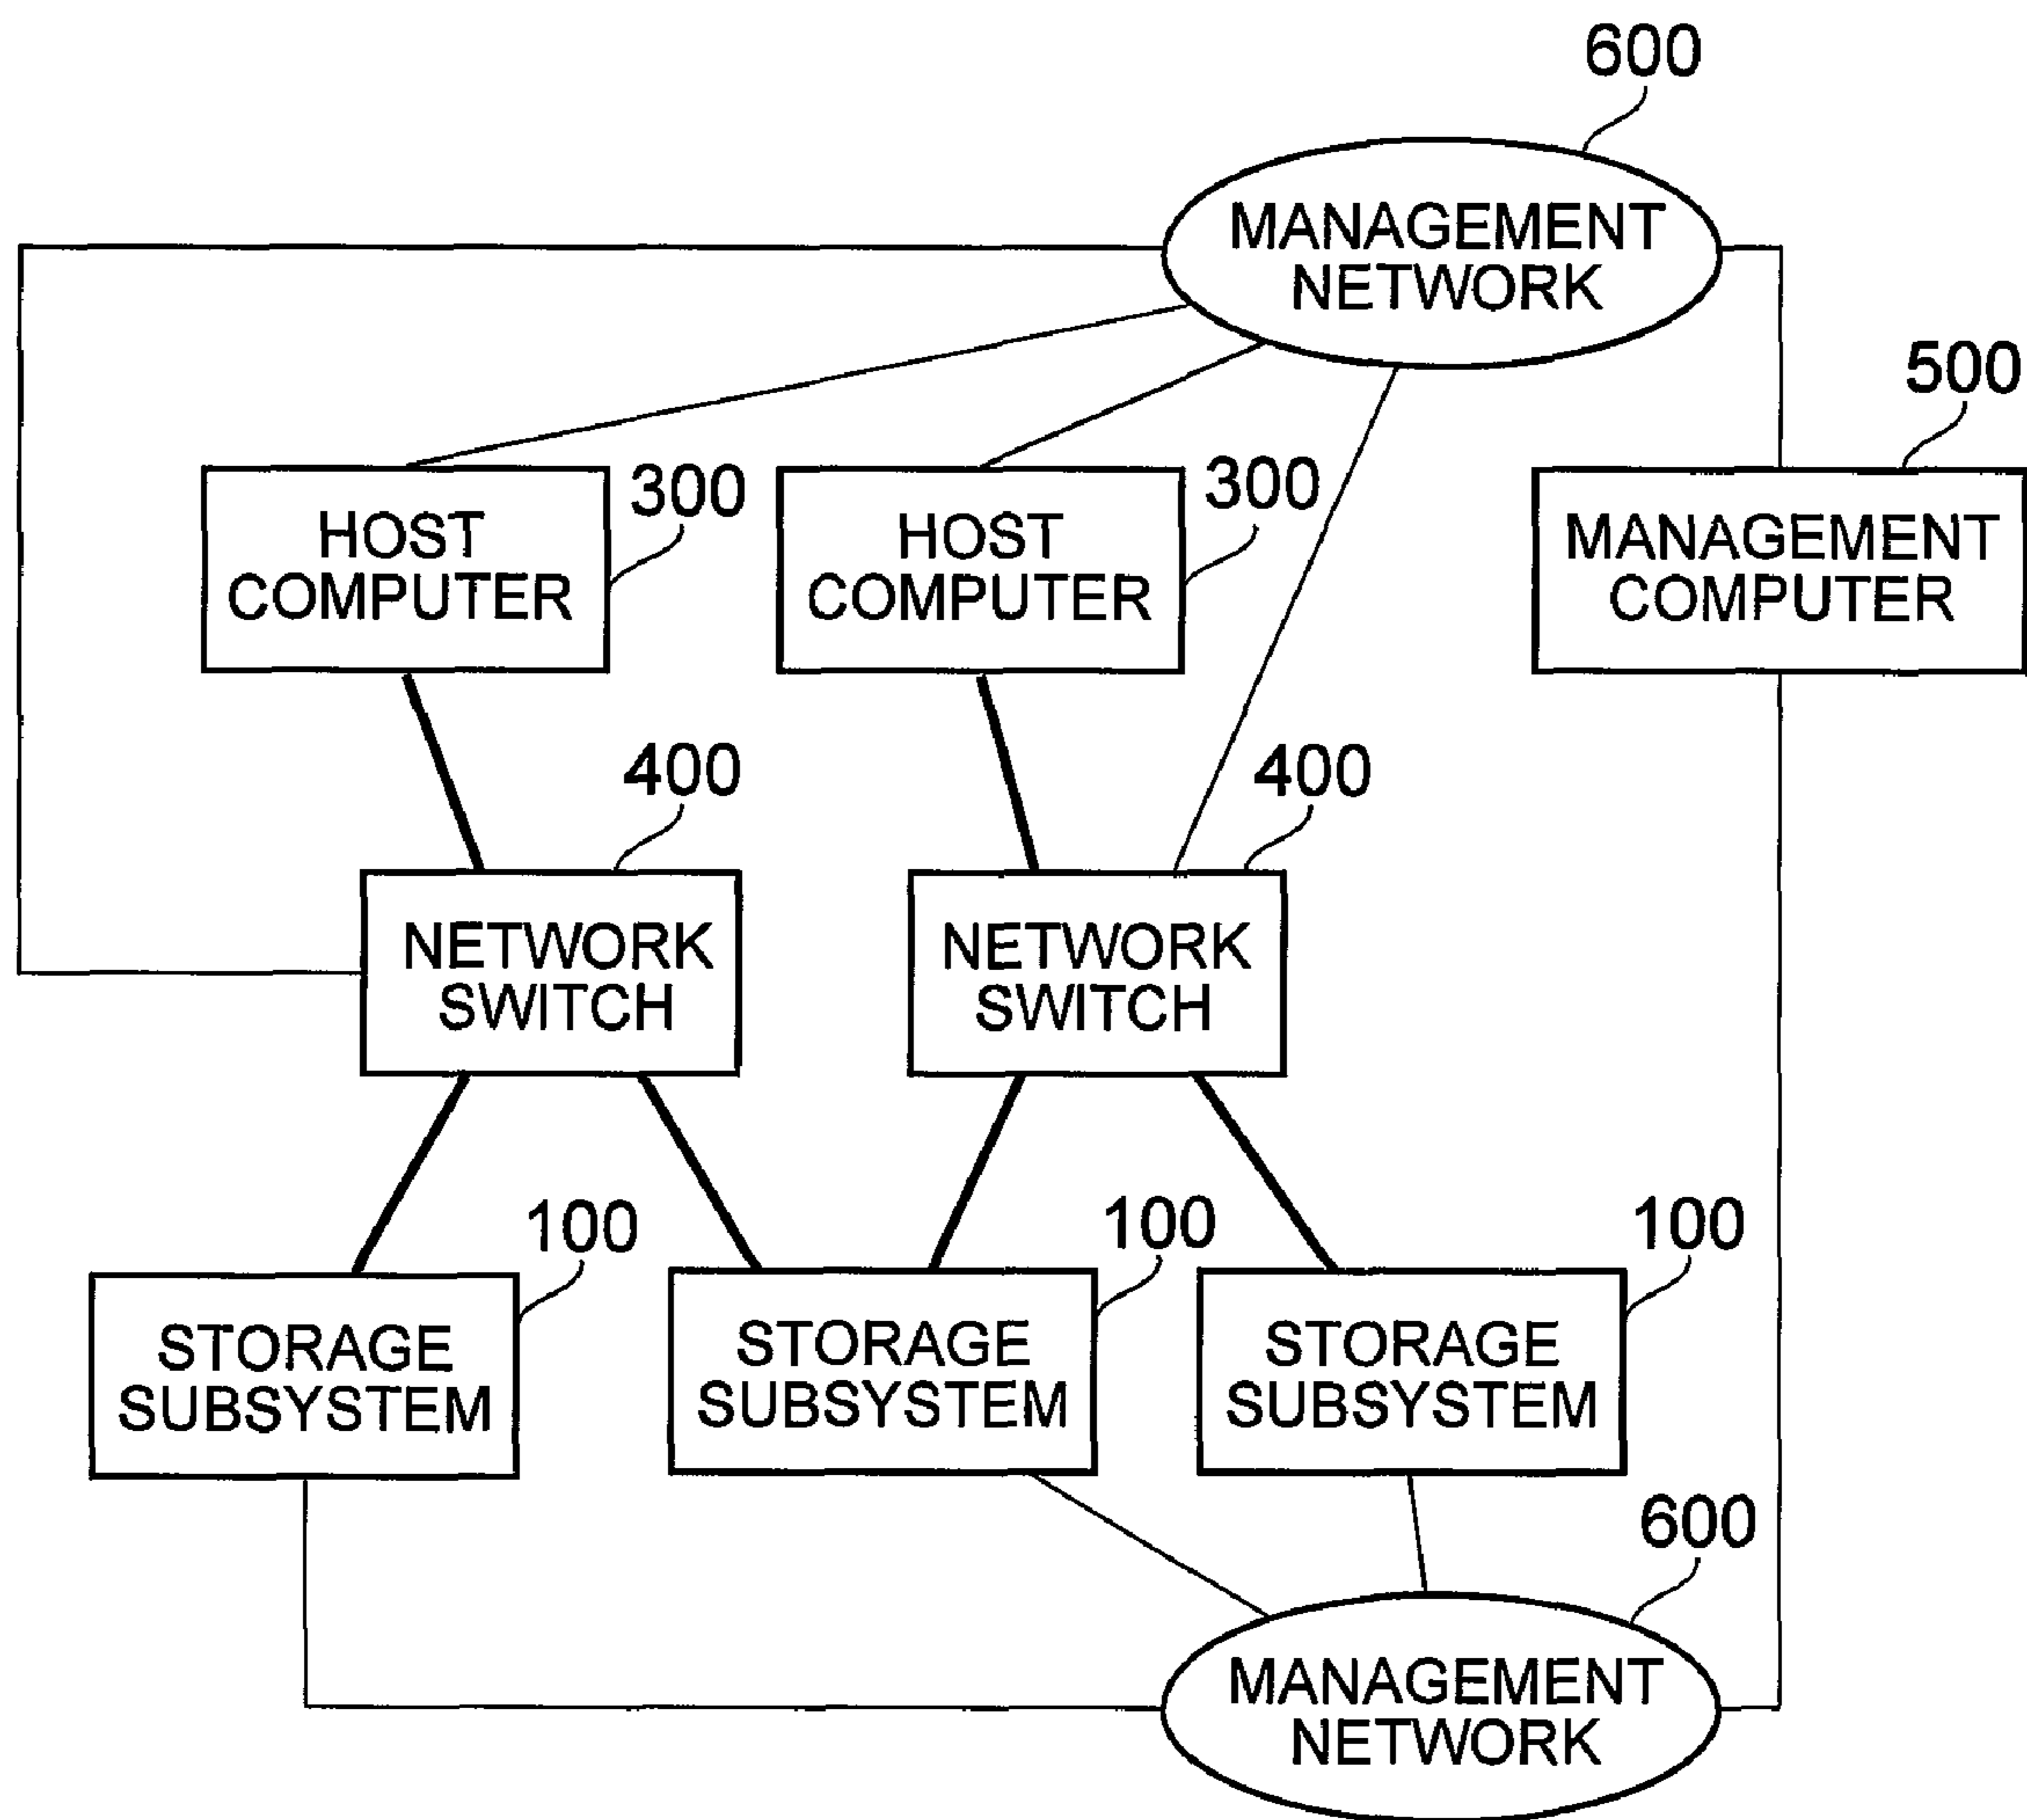 600
MANAGEMENT
NETWORK
500
300
300
HOST
COMPUTER
HOST
COMPUTER
MANAGEMENT
COMPUTER
400
400
NETWORK
SWITCH
NETWORK
SWITCH
100
100
100
STORAGE
SUBSYSTEM
STORAGE
SUBSYSTEM
STORAGE
SUBSYSTEM
600
MANAGEMENT
NETWORK